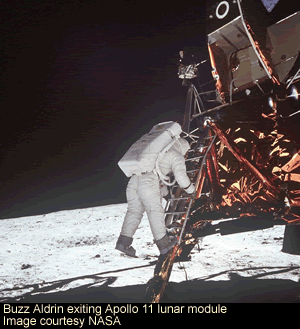 Buzz Aldrin exiting Apollo 11 lunar module
Image courtesy NASA